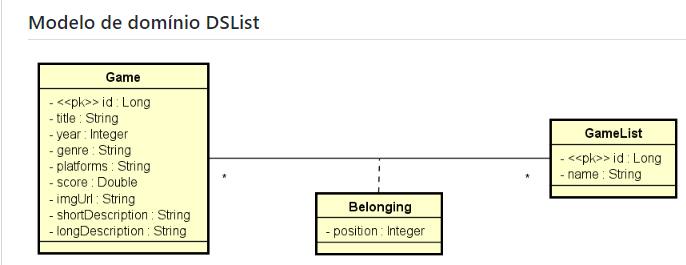 Modelo de domínio DSList
Game
- <<pk>> id : Long
- title : String
- year : Integer
- genre : String
- platforms : String
- score : Double
- imgUrl : String
- shortDescription : String
- longDescription : String
*
*
GameList
- <<pk>> id : Long
- name : String
Belonging
- position : Integer